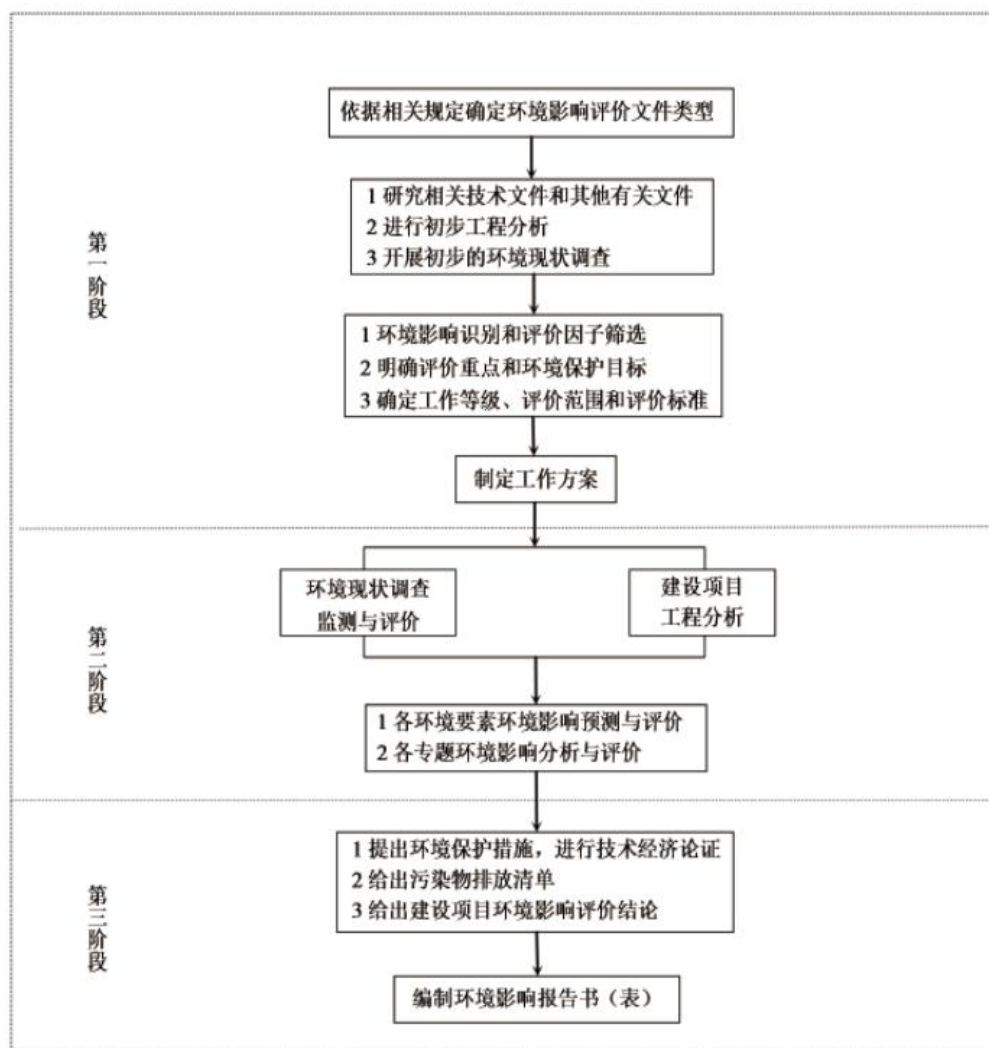 依据相关规定确定环境影响评价文件类型
1 研究相关技术文件和其他有关文件
2 进行初步工程分析
3 开展初步的环境现状调查
第一阶段
1 环境影响识别和评价因子筛选
2 明确评价重点和环境保护目标
3 确定工作等级、评价范围和评价标准
制定工作方案
环境现状调查
监测与评价
建设项目
工程分析
第二阶段
1 各环境要素环境影响预测与评价
2 各专题环境影响分析与评价
1 提出环境保护措施，进行技术经济论证
2 给出污染物排放清单
3 给出建设项目环境影响评价结论
第三阶段
编制环境影响报告书（表）